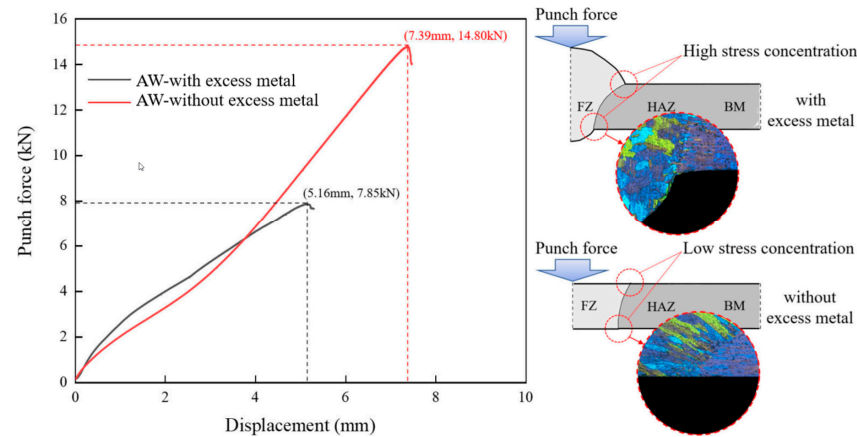 16
14
12
10
8
6
4
2
0
Punch force (kN)
0
2
4
6
8
10
Displacement (mm)
(7.39mm, 14.80kN)
AW-with excess metal
AW-without excess metal
(5.16mm, 7.85kN)
Punch force
High stress concentration
FZ
HAZ
BM
with
excess metal
Punch force
Low stress concentration
FZ
HAZ
BM
without
excess metal